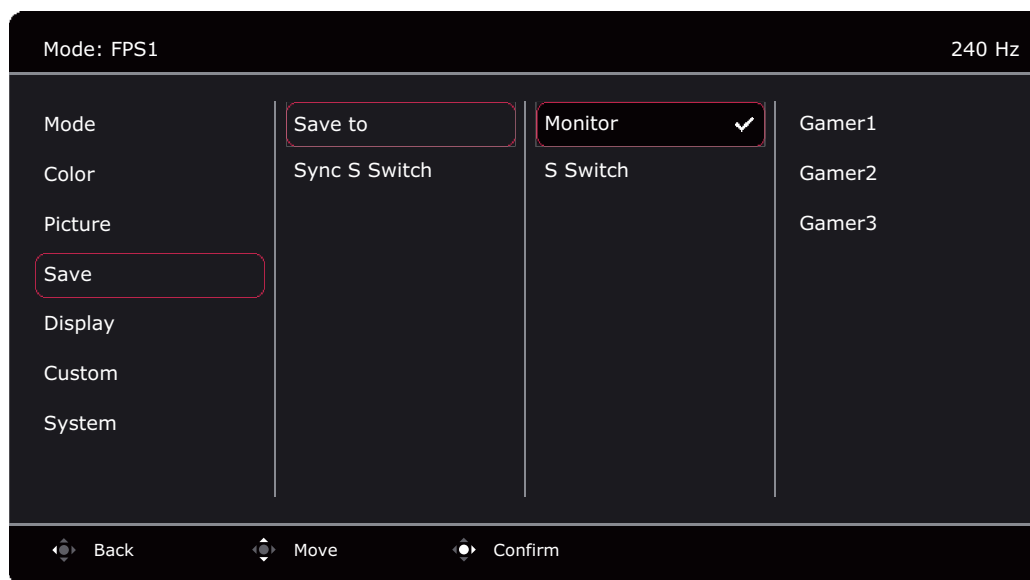 Mode: FPS1
240 Hz
Mode
Color
Picture
Save
Display
Custom
System
Save to
Sync S Switch
Monitor
S Switch
Gamer1
Gamer2
Gamer3
Back
Move
Confirm